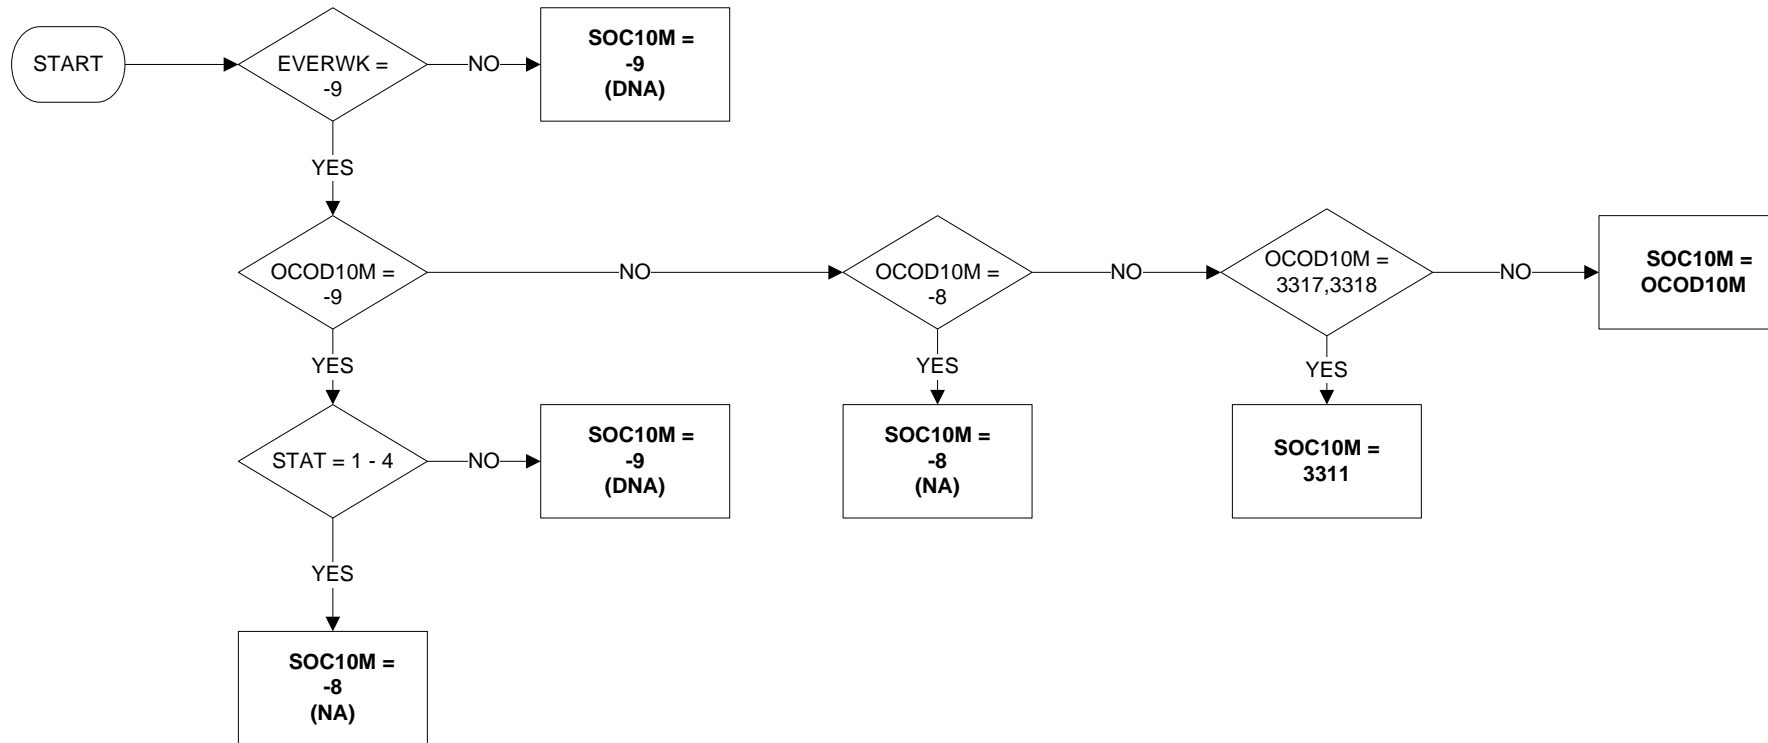 START
EVERWK =
-9
NO
SOC10M =
-9
(DNA)
YES
OCOD10M =
-9
NO
OCOD10M =
-8
NO
OCOD10M =
3317,3318
NO
SOC10M =
OCOD10M
YES
YES
YES
STAT = 1 - 4
NO
SOC10M =
-9
(DNA)
SOC10M =
-8
(NA)
SOC10M =
3311
YES
SOC10M =
-8
(NA)